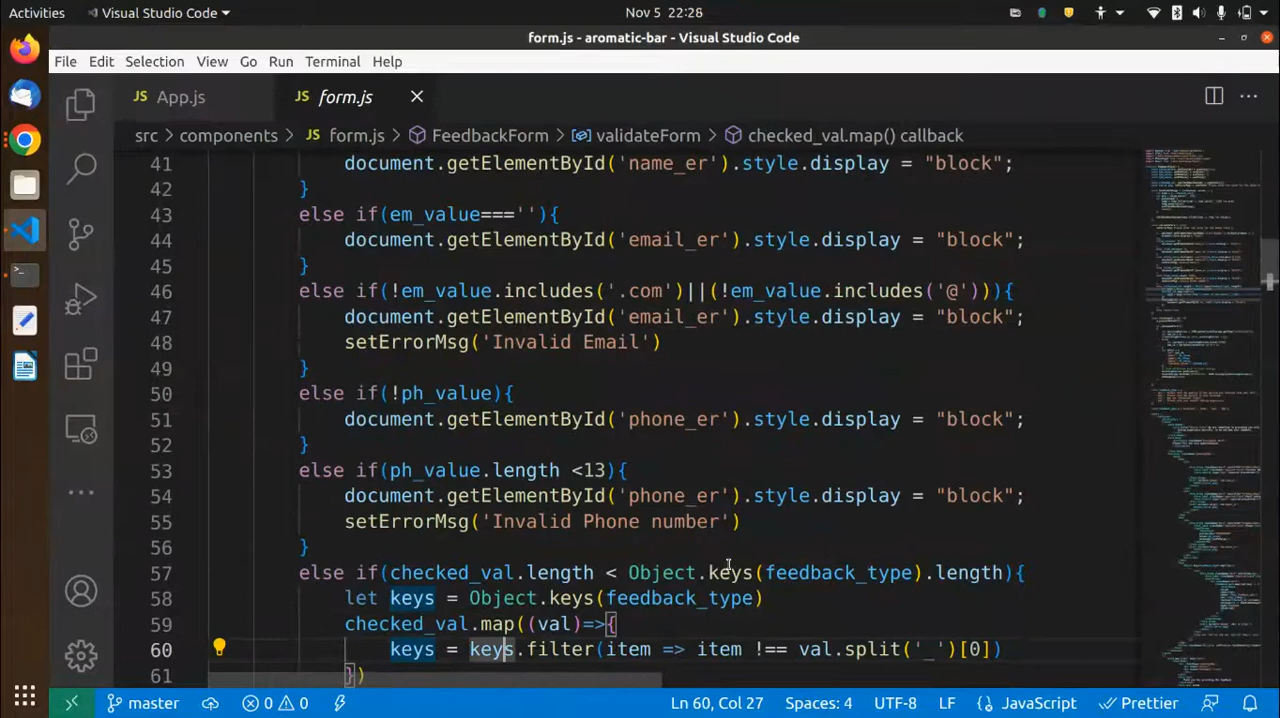 Activities
Visual Studio Code
Nov 5 22:26
form.js - aromatic-bar - Visual Studio Code
File Edit Selection View Go Run Terminal Help
JS App.js
JS form.js
src > components > JS form.js > FeedbackForm > validateForm > checked_val.map() callback
41 document.getElementById('name_er').style.display = "block";
42 }
43 else if(em_value===''){
44 document.getElementById('email_er').style.display = "block";
45 }
46 else if(!em_value.includes('.com')||(!em_value.includes('@'))){
47 document.getElementById('email_er').style.display = "block";
48 setErrorMsg('Invalid Email')
49 }
50 else if(!ph_value){
51 document.getElementById('phone_er').style.display = "block";
52 }
53 else if(ph_value.length <13){
54 document.getElementById('phone_er').style.display = "block";
55 setErrorMsg('Invalid Phone number')
56 }
57 else if(checked_val.length < Object.keys(feedback_type).length){
58 let keys = Object.keys(feedback_type)
59 checked_val.map((val)=>{
60 keys = keys.filter(item => item !== val.split('_')[0])
61 })
master
0 0
Ln 60, Col 27
Spaces: 4
UTF-8
LF
JavaScript
Prettier